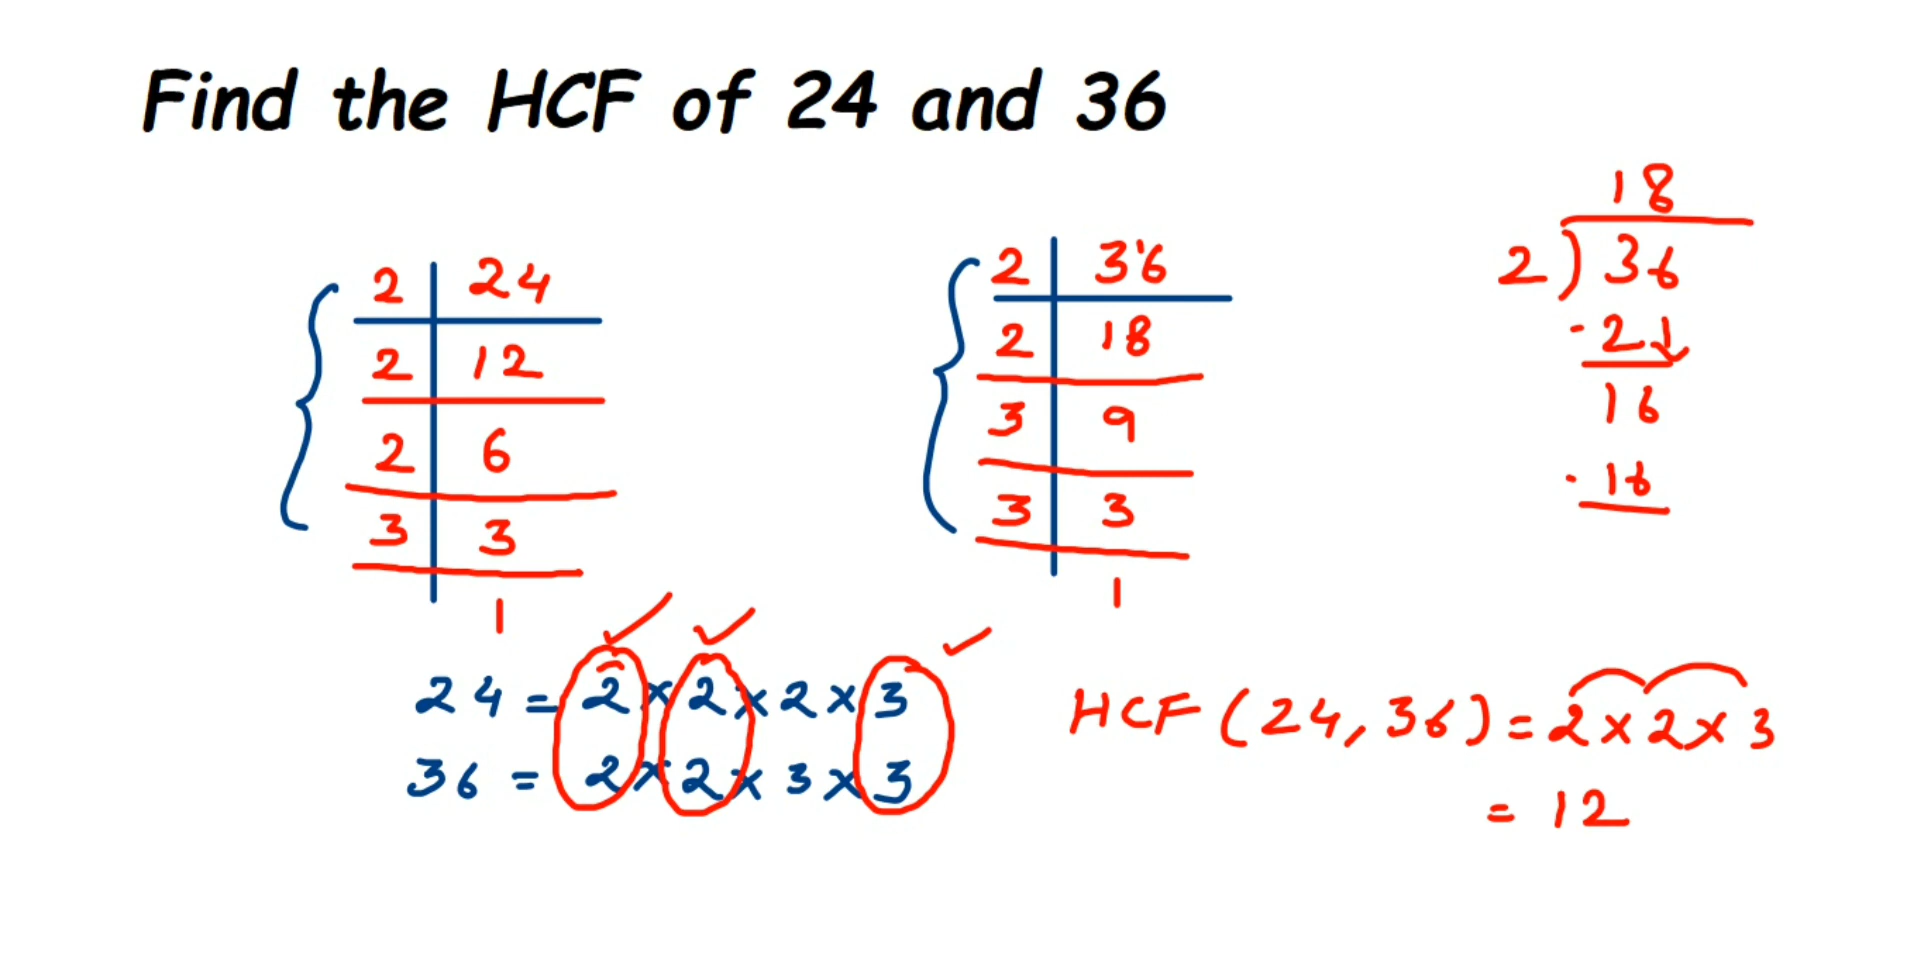 Find the HCF of 24 and 36
2 | 24
2 | 12
2 | 6
3 | 3
1
2 | 36
2 | 18
3 | 9
3 | 3
1
18
2 ) 36
- 2↓
16
- 16
24 = 2 × 2 × 2 × 3
36 = 2 × 2 × 3 × 3
HCF (24, 36) = 2 × 2 × 3
= 12